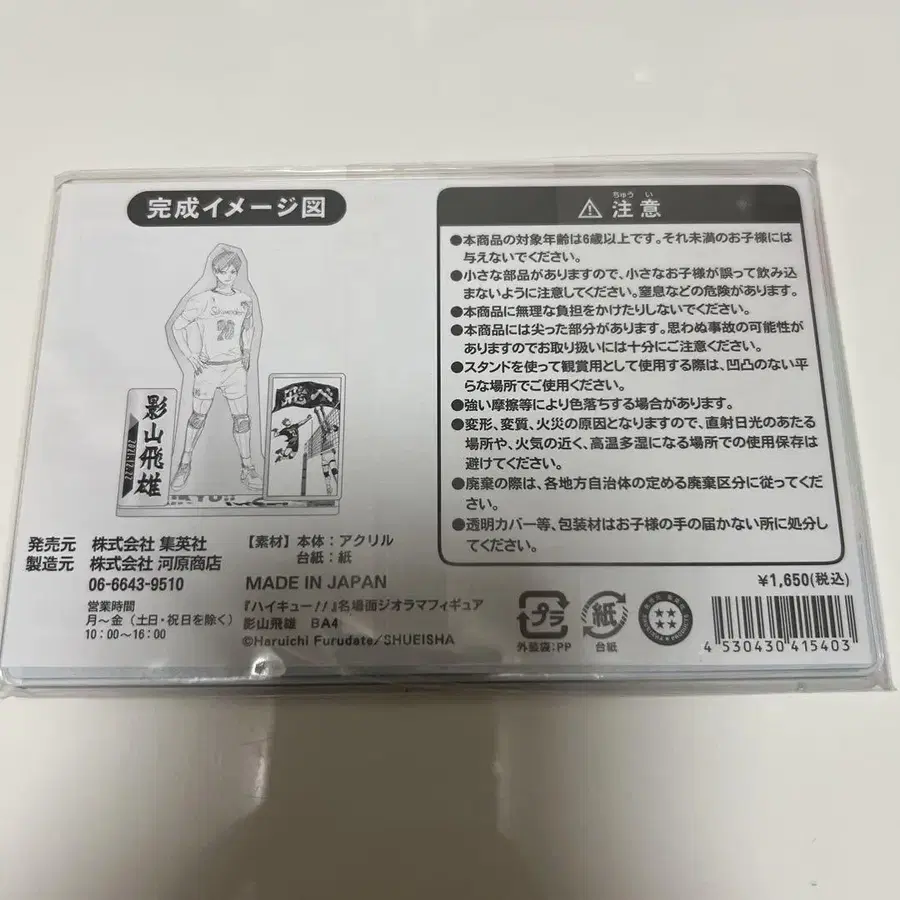 完成イメージ図
20
影山飛雄
飛べ
発売元 株式会社 集英社
製造元 株式会社 河原商店
06-6643-9510
営業時間
月~金(土日・祝日を除く)
10:00~16:00
【素材】本体:アクリル
台紙:紙
MADE IN JAPAN
『ハイキュー!!』名場面ジオラマフィギュア
影山飛雄 BA4
©Haruichi Furudate/SHUEISHA
ちゅう い
注意
●本商品の対象年齢は6歳以上です。それ未満のお子様には
与えないでください。
●小さな部品がありますので、小さなお子様が誤って飲み込
まないように注意してください。窒息などの危険があります。
●本商品に無理な負担をかけたりしないでください。
●本商品には尖った部分があります。思わぬ事故の可能性が
ありますのでお取り扱いには十分にご注意ください。
●スタンドを使って観賞用として使用する際は、凹凸のない平
らな場所でご使用ください。
●強い摩擦等により色落ちする場合があります。
●変形、変質、火災の原因となりますので、直射日光のあたる
場所や、火気の近く、高温多湿になる場所での使用保存は
避けてください。
●廃棄の際は、各地方自治体の定める廃棄区分に従ってくだ
さい。
●透明カバー等、包装材はお子様の手の届かない所に処分し
てください。
¥1,650(税込)
プラ
外装袋:PP
紙
台紙
4 530430 415403